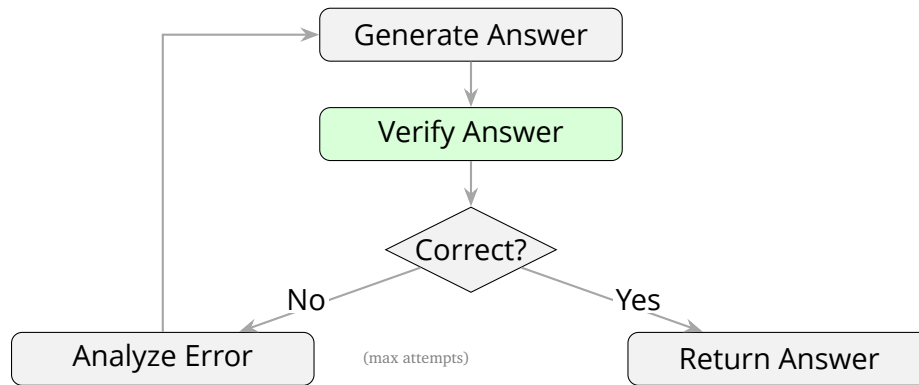 Generate Answer
Verify Answer
Correct?
No
Yes
Analyze Error
(max attempts)
Return Answer